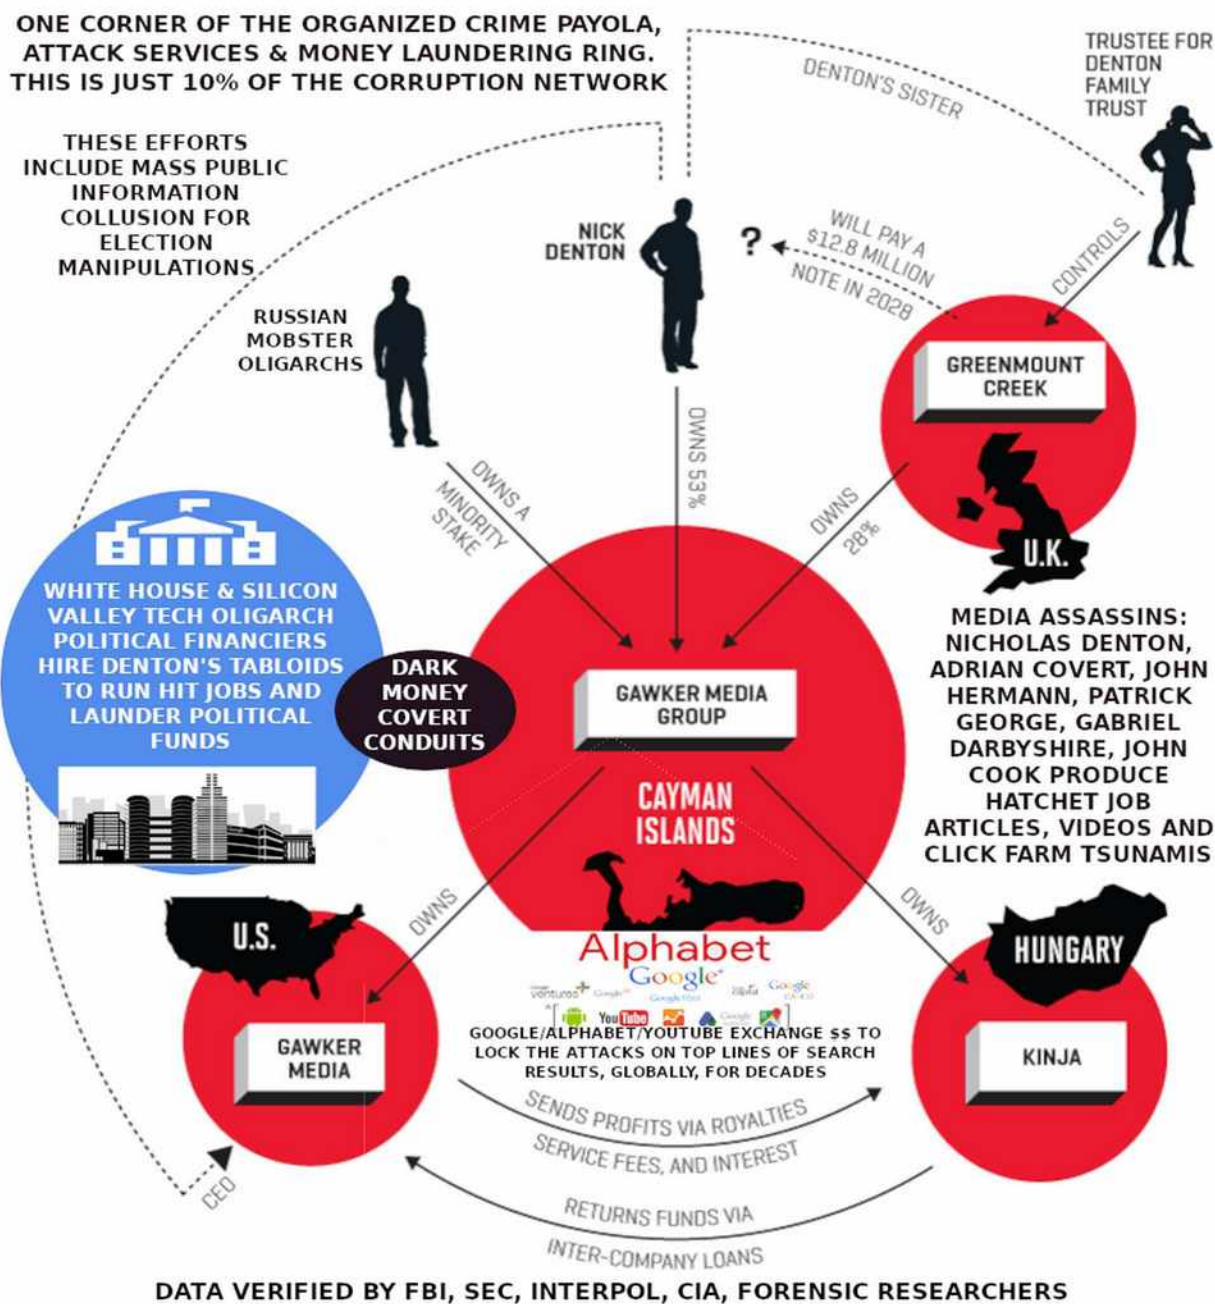 ONE CORNER OF THE ORGANIZED CRIME PAYOLA,
ATTACK SERVICES & MONEY LAUNDERING RING.
THIS IS JUST 10% OF THE CORRUPTION NETWORK
THESE EFFORTS
INCLUDE MASS PUBLIC
INFORMATION
COLLUSION FOR
ELECTION
MANIPULATIONS
DENTON'S SISTER
TRUSTEE FOR
DENTON
FAMILY
TRUST
NICK
DENTON
?
WILL PAY A
$12.8 MILLION
NOTE IN 2028
CONTROLS
RUSSIAN
MOBSTER
OLIGARCHS
GREENMOUNT
CREEK
U.K.
OWNS A
MINORITY
STAKE
OWNS 53%
OWNS
28%
WHITE HOUSE & SILICON
VALLEY TECH OLIGARCH
POLITICAL FINANCIERS
HIRE DENTON'S TABLOIDS
TO RUN HIT JOBS AND
LAUNDER POLITICAL
FUNDS
DARK
MONEY
COVERT
CONDUITS
GAWKER MEDIA
GROUP
CAYMAN
ISLANDS
MEDIA ASSASSINS:
NICHOLAS DENTON,
ADRIAN COVERT, JOHN
HERMANN, PATRICK
GEORGE, GABRIEL
DARBYSHIRE, JOHN
COOK PRODUCE
HATCHET JOB
ARTICLES, VIDEOS AND
CLICK FARM TSUNAMIS
OWNS
OWNS
U.S.
HUNGARY
Alphabet
Google
ventures
Google
YouTube
Google
GOOGLE/ALPHABET/YOUTUBE EXCHANGE $$ TO
LOCK THE ATTACKS ON TOP LINES OF SEARCH
RESULTS, GLOBALLY, FOR DECADES
GAWKER
MEDIA
KINJA
SENDS PROFITS VIA ROYALTIES
SERVICE FEES, AND INTEREST
CEO
RETURNS FUNDS VIA
INTER-COMPANY LOANS
DATA VERIFIED BY FBI, SEC, INTERPOL, CIA, FORENSIC RESEARCHERS